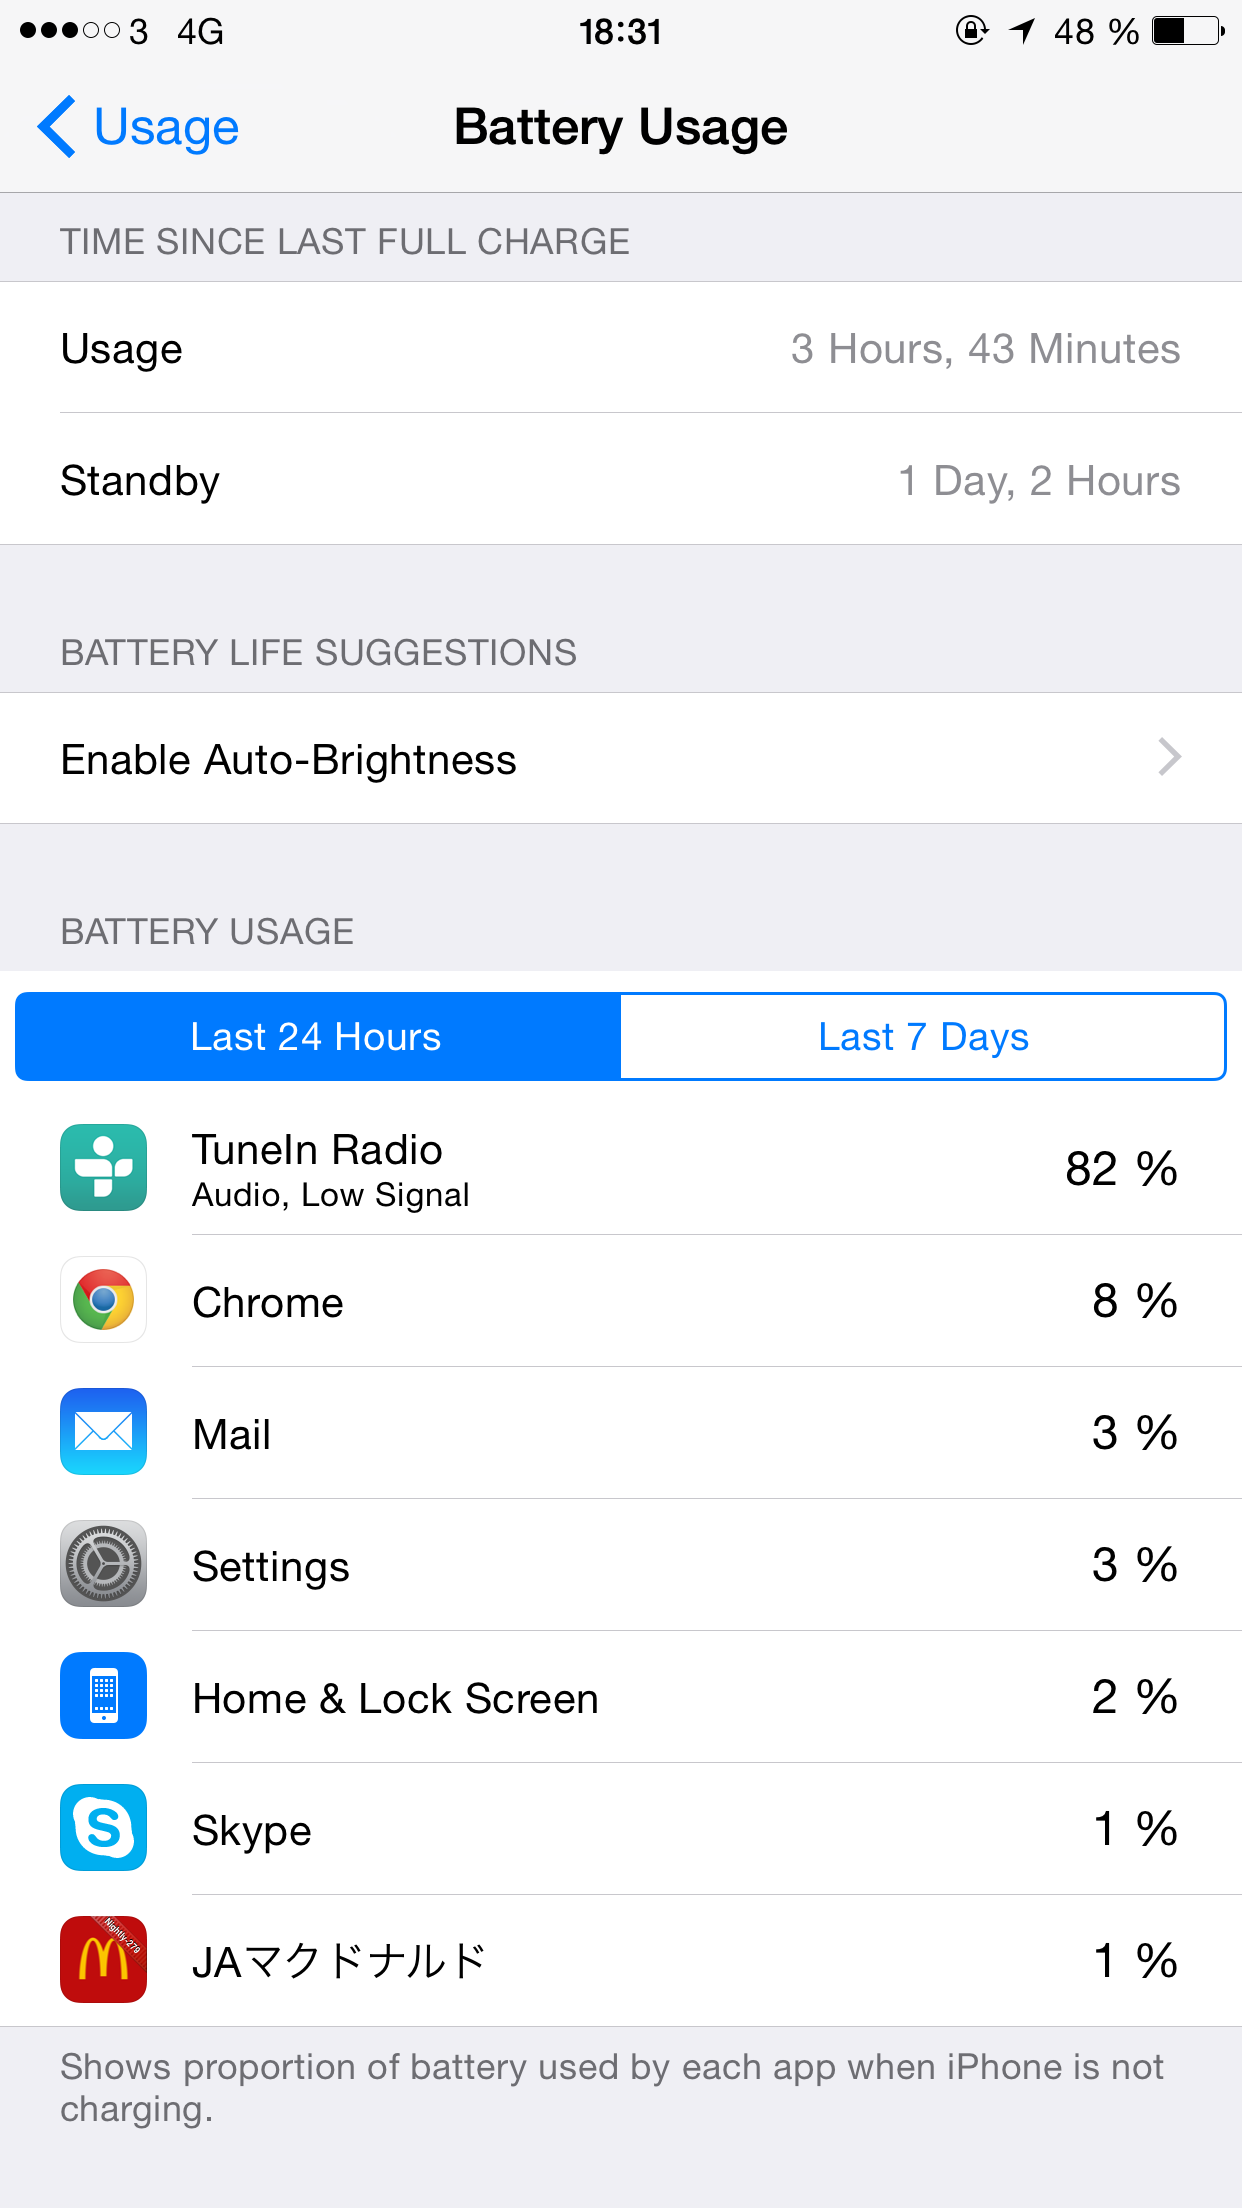 3 4G 18:31 48 %
Usage Battery Usage
TIME SINCE LAST FULL CHARGE
Usage 3 Hours, 43 Minutes
Standby 1 Day, 2 Hours
BATTERY LIFE SUGGESTIONS
Enable Auto-Brightness
BATTERY USAGE
Last 24 Hours Last 7 Days
TuneIn Radio 82 %
Audio, Low Signal
Chrome 8 %
Mail 3 %
Settings 3 %
Home & Lock Screen 2 %
Skype 1 %
Nightly-279
JAマクドナルド 1 %
Shows proportion of battery used by each app when iPhone is not
charging.